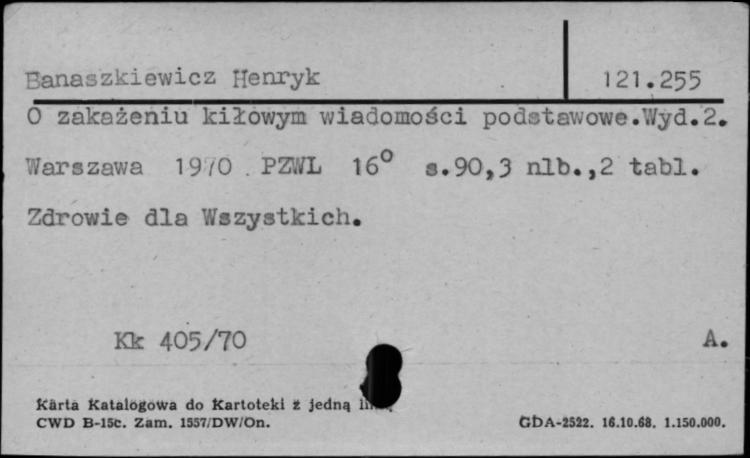 Banaszkiewicz Henryk 121.255
O zakażeniu kiłowym wiadomości podstawowe.Wyd.2.
Warszawa 1970 . PZWL 16° s.90,3 nlb.,2 tabl.
Zdrowie dla Wszystkich.
Kk 405/70 A.
Karta Katalogowa do Kartoteki z jedną
CWD B-15c. Zam. 1557/DW/On. GDA-2522. 16.10.68. 1.150.000.